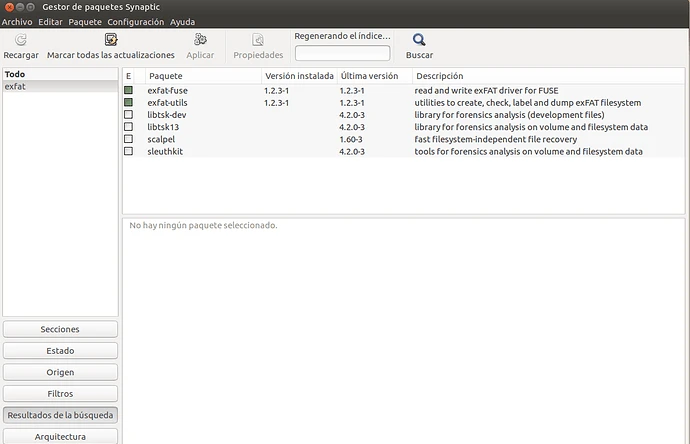 Gestor de paquetes Synaptic
Archivo Editar Paquete Configuración Ayuda
Regenerando el índice...
Recargar Marcar todas las actualizaciones Aplicar Propiedades Buscar
Todo
exfat
E Paquete Versión instalada Última versión Descripción
exfat-fuse 1.2.3-1 1.2.3-1 read and write exFAT driver for FUSE
exfat-utils 1.2.3-1 1.2.3-1 utilities to create, check, label and dump exFAT filesystem
libtsk-dev 4.2.0-3 library for forensics analysis (development files)
libtsk13 4.2.0-3 library for forensics analysis on volume and filesystem data
scalpel 1.60-3 fast filesystem-independent file recovery
sleuthkit 4.2.0-3 tools for forensics analysis on volume and filesystem data
No hay ningún paquete seleccionado.
Secciones
Estado
Origen
Filtros
Resultados de la búsqueda
Arquitectura